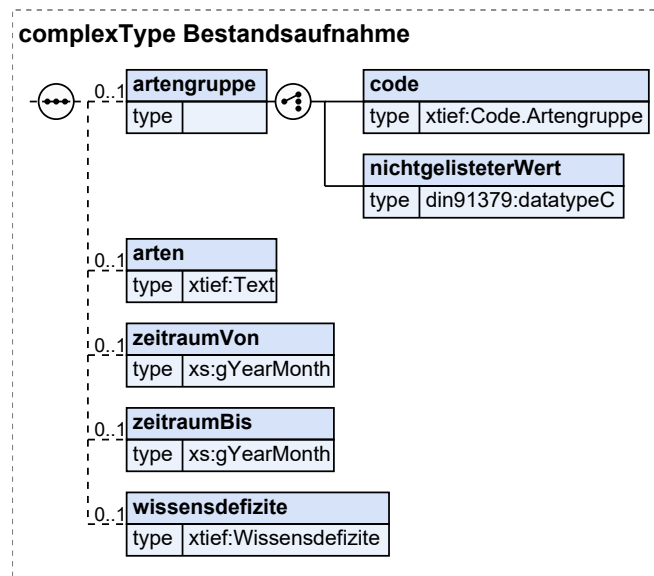 complexType Bestandsaufnahme
0..1 artengruppe
type
code
type xtief:Code.Artengruppe
nichtgelisteterWert
type din91379:datatypeC
0..1 arten
type xtief:Text
0..1 zeitraumVon
type xs:gYearMonth
0..1 zeitraumBis
type xs:gYearMonth
0..1 wissensdefizite
type xtief:Wissensdefizite